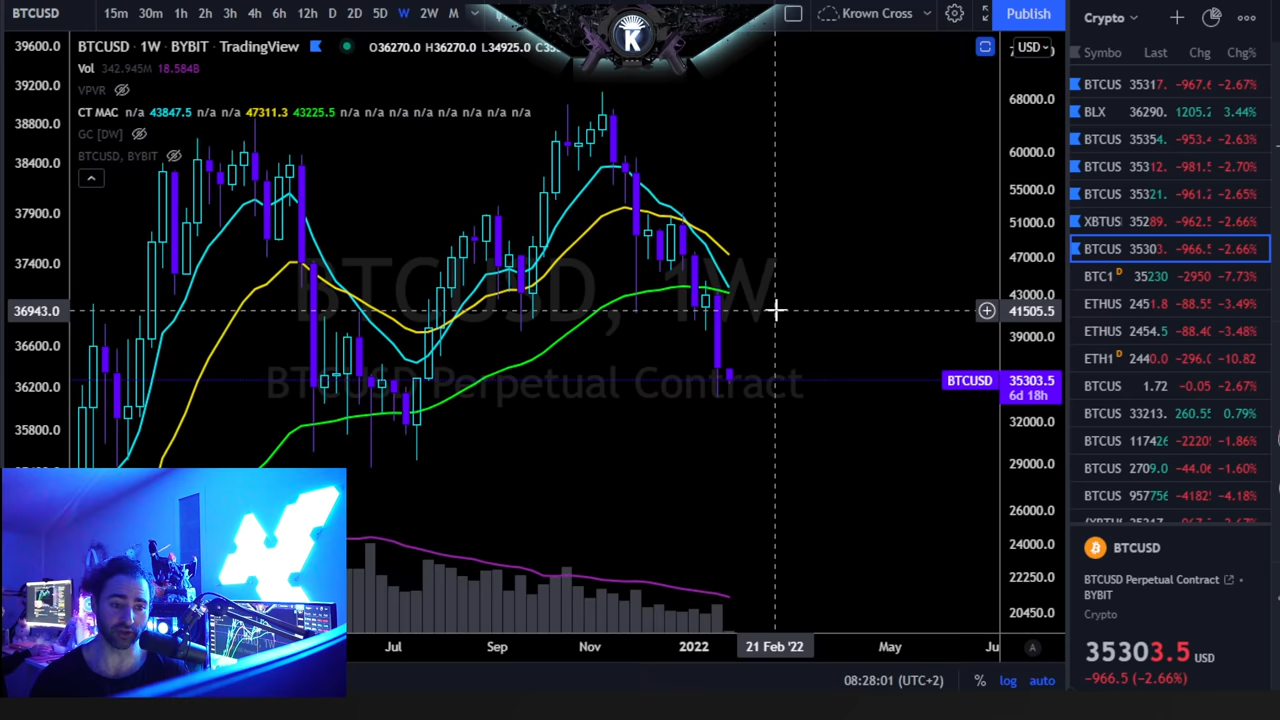 BTCUSD
15m 30m 1h 2h 3h 4h 6h 12h D 2D 5D W 2W M
Krown Cross
Publish
Crypto
BTCUSD · 1W · BYBIT · TradingView
O36270.0 H36270.0 L34925.0 C35
K
USD
Vol 342.945M 18.584B
VPVR
CT MAC n/a 43847.5 n/a n/a 47311.3 43225.5 n/a n/a n/a n/a n/a n/a n/a n/a n/a
GC [DW]
BTCUSD, BYBIT
39600.0
39200.0
38800.0
38400.0
37900.0
37400.0
36943.0
36600.0
36200.0
35800.0
BTCUSD, 1W
BTCUSD Perpetual Contract
68000.0
60000.0
55000.0
51000.0
47000.0
43000.0
41505.5
39000.0
BTCUSD 35303.5
6d 18h
32000.0
29000.0
26000.0
24000.0
22250.0
20450.0
Jul Sep Nov 2022 21 Feb '22 May Ju
A
08:28:01 (UTC+2) % log auto
Symbo Last Chg Chg%
BTCUS 35317. -967.6 -2.67%
BLX 36290. 1205.2 3.44%
BTCUS 35354. -953.4 -2.63%
BTCUS 35312. -981.5 -2.70%
BTCUS 35321. -961.2 -2.65%
XBTUS 35289. -962.5 -2.66%
BTCUS 35303. -966.5 -2.66%
BTC1 D 35230 -2950 -7.73%
ETHUS 2451.8 -88.55 -3.49%
ETHUS 2454.5 -88.40 -3.48%
ETH1 D 2440.0 -296.0 -10.82
BTCUS 1.72 -0.05 -2.67%
BTCUS 33213. 260.55 0.79%
BTCUS 117426 -2220 -1.86%
BTCUS 2709.0 -44.06 -1.60%
BTCUS 957756 -4182 -4.18%
BTCUSD
BTCUSD Perpetual Contract
BYBIT
Crypto
35303.5 USD
-966.5 (-2.66%)